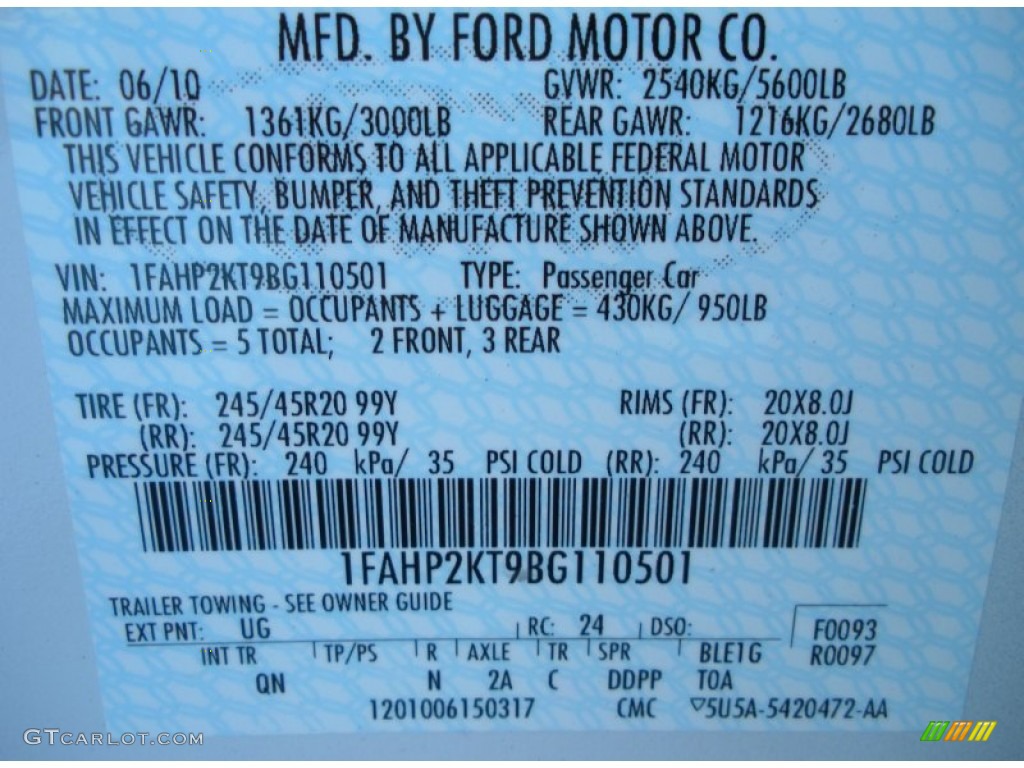 MFD. BY FORD MOTOR CO.
DATE: 06/10 GVWR: 2540KG/5600LB
FRONT GAWR: 1361KG/3000LB REAR GAWR: 1216KG/2680LB
THIS VEHICLE CONFORMS TO ALL APPLICABLE FEDERAL MOTOR
VEHICLE SAFETY, BUMPER, AND THEFT PREVENTION STANDARDS
IN EFFECT ON THE DATE OF MANUFACTURE SHOWN ABOVE.
VIN: 1FAHP2KT9BG110501 TYPE: Passenger Car
MAXIMUM LOAD = OCCUPANTS + LUGGAGE = 430KG/ 950LB
OCCUPANTS = 5 TOTAL; 2 FRONT, 3 REAR
TIRE (FR): 245/45R20 99Y RIMS (FR): 20X8.0J
(RR): 245/45R20 99Y (RR): 20X8.0J
PRESSURE (FR): 240 kPa/ 35 PSI COLD (RR): 240 kPa/ 35 PSI COLD
1FAHP2KT9BG110501
TRAILER TOWING - SEE OWNER GUIDE
EXT PNT: UG RC: 24 DSO: F0093
INT TR TP/PS R AXLE TR SPR BLE1G R0097
QN N 2A C DDPP TOA
1201006150317 CMC ▽5U5A-5420472-AA
GTCARLOT.COM